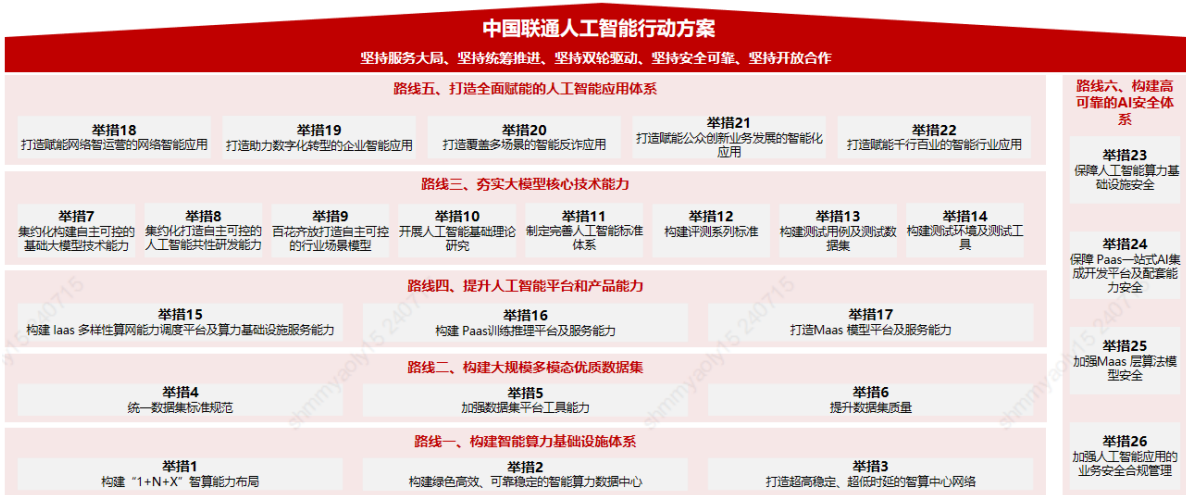 中国联通人工智能行动方案
坚持服务大局、坚持统筹推进、坚持双轮驱动、坚持安全可靠、坚持开放合作
路线五、打造全面赋能的人工智能应用体系
举措18
打造赋能网络智运营的网络智能应用
举措19
打造助力数字化转型的企业智能应用
举措20
打造覆盖多场景的智能反诈应用
举措21
打造赋能公众创新业务发展的智能化
应用
举措22
打造赋能千行百业的智能行业应用
路线三、夯实大模型核心技术能力
举措7
集约化构建自主可控的
基础大模型技术能力
举措8
集约化打造自主可控的
人工智能共性研发能力
举措9
百花齐放打造自主可控
的行业场景模型
举措10
开展人工智能基础理论
研究
举措11
制定完善人工智能标准
体系
举措12
构建评测系列标准
举措13
构建测试用例及测试数
据集
举措14
构建测试环境及测试工
具
路线四、提升人工智能平台和产品能力
举措15
构建 Iaas 多样性算网能力调度平台及算力基础设施服务能力
举措16
构建 Paas训练推理平台及服务能力
举措17
打造Maas 模型平台及服务能力
路线二、构建大规模多模态优质数据集
举措4
统一数据集标准规范
举措5
加强数据集平台工具能力
举措6
提升数据集质量
路线一、构建智能算力基础设施体系
举措1
构建“1+N+X”智算能力布局
举措2
构建绿色高效、可靠稳定的智能算力数据中心
举措3
打造超高稳定、超低时延的智算中心网络
路线六、构建高
可靠的AI安全体
系
举措23
保障人工智能算力基
础设施安全
举措24
保障 Paas一站式AI集
成开发平台及配套能
力安全
举措25
加强Maas 层算法模
型安全
举措26
加强人工智能应用的
业务安全合规管理
shmmyaoly15 240715
shmmyaoly15 240715
shmmyaoly15 240715